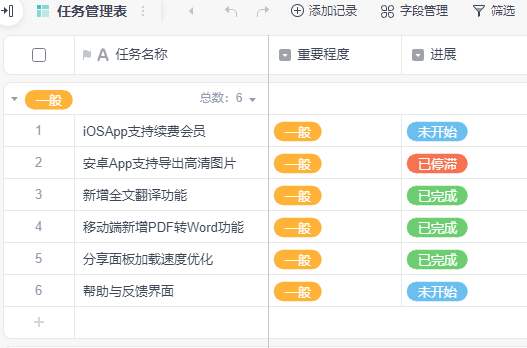 任务管理表 添加记录 字段管理 筛选
A 任务名称 重要程度 进展
一般 总数: 6
1 iOSApp支持续费会员 一般 未开始
2 安卓App支持导出高清图片 一般 已停滞
3 新增全文翻译功能 一般 已完成
4 移动端新增PDF转Word功能 一般 已完成
5 分享面板加载速度优化 一般 已完成
6 帮助与反馈界面 一般 未开始